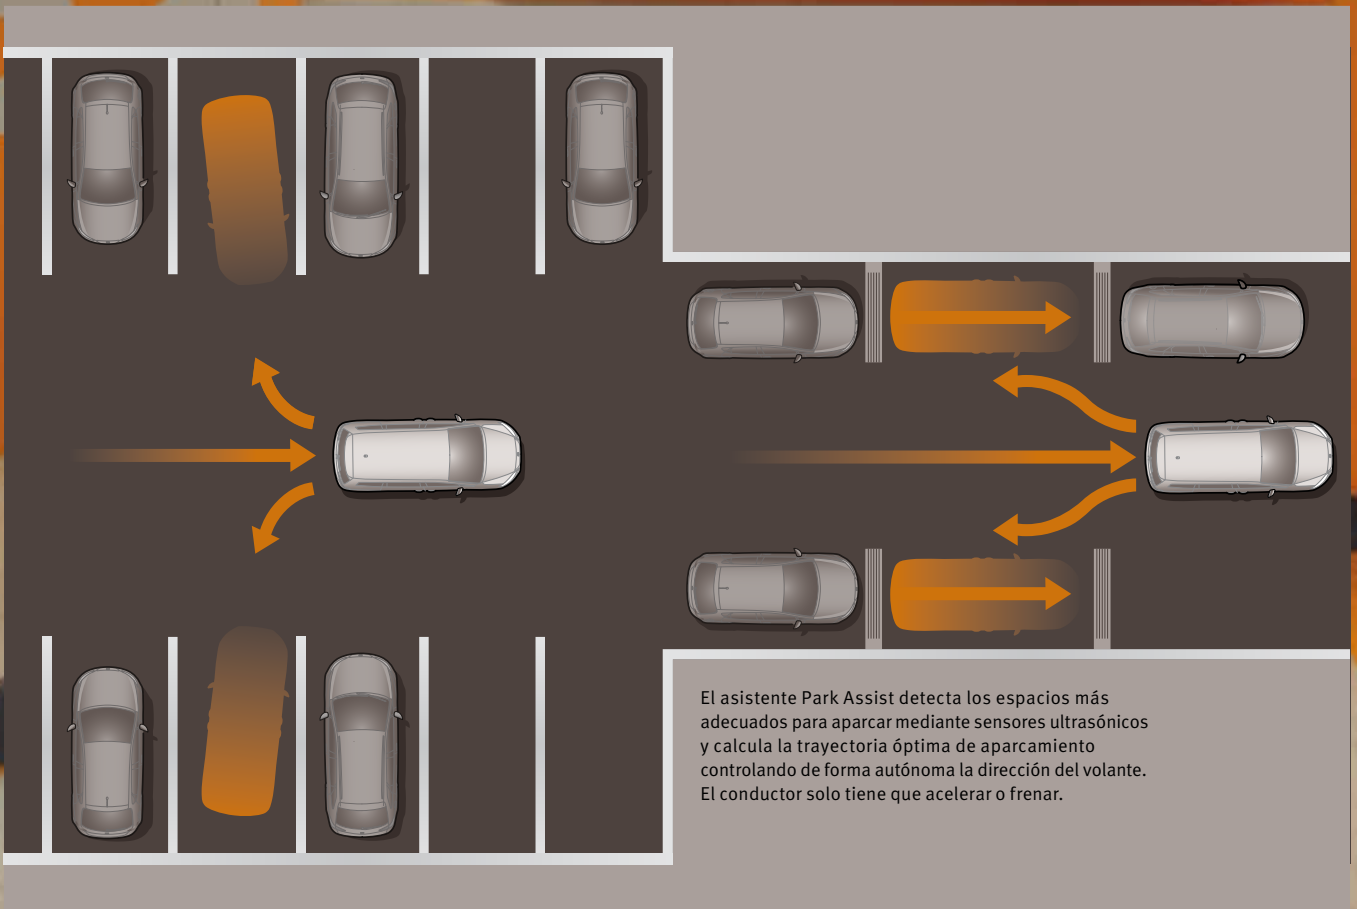 El asistente Park Assist detecta los espacios más
adecuados para aparcar mediante sensores ultrasónicos
y calcula la trayectoria óptima de aparcamiento
controlando de forma autónoma la dirección del volante.
El conductor solo tiene que acelerar o frenar.